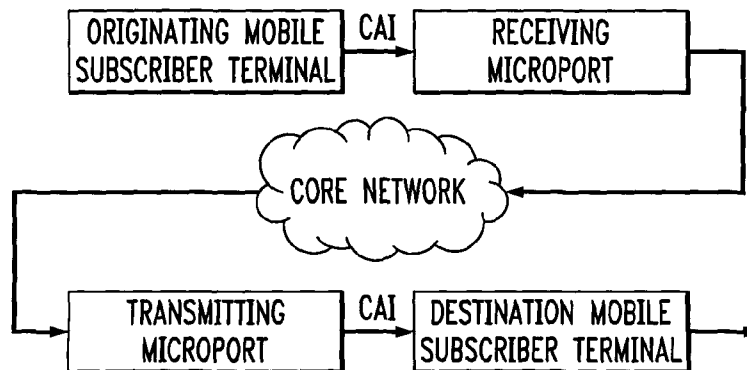 ORIGINATING MOBILE
SUBSCRIBER TERMINAL
CAI
RECEIVING
MICROPORT
CORE NETWORK
TRANSMITTING
MICROPORT
CAI
DESTINATION MOBILE
SUBSCRIBER TERMINAL